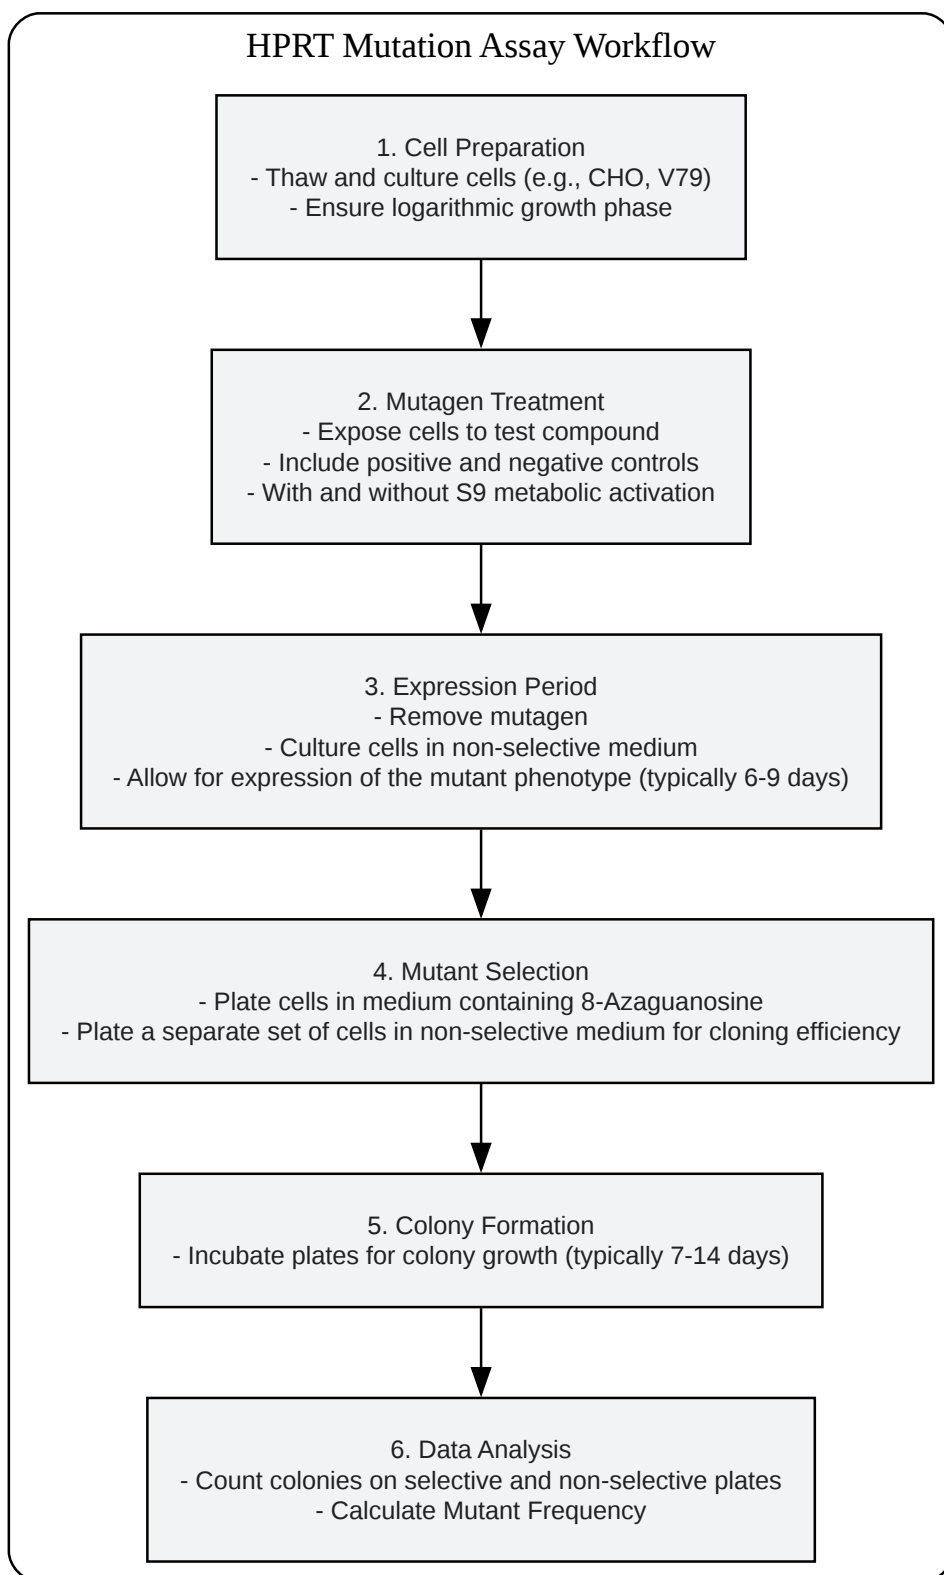 HPRT Mutation Assay Workflow
1. Cell Preparation
- Thaw and culture cells (e.g., CHO, V79)
- Ensure logarithmic growth phase
2. Mutagen Treatment
- Expose cells to test compound
- Include positive and negative controls
- With and without S9 metabolic activation
3. Expression Period
- Remove mutagen
- Culture cells in non-selective medium
- Allow for expression of the mutant phenotype (typically 6-9 days)
4. Mutant Selection
- Plate cells in medium containing 8-Azaguanosine
- Plate a separate set of cells in non-selective medium for cloning efficiency
5. Colony Formation
- Incubate plates for colony growth (typically 7-14 days)
6. Data Analysis
- Count colonies on selective and non-selective plates
- Calculate Mutant Frequency